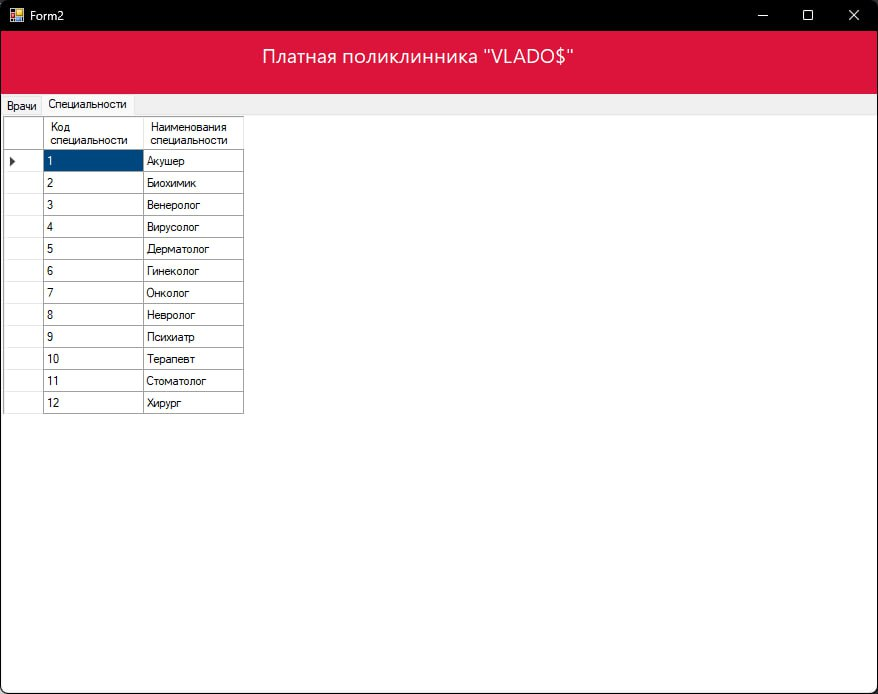 Form2
Платная поликлинника "VLADO$"
Врачи Специальности
Код специальности Наименования специальности
1 Акушер
2 Биохимик
3 Венеролог
4 Вирусолог
5 Дерматолог
6 Гинеколог
7 Онколог
8 Невролог
9 Психиатр
10 Терапевт
11 Стоматолог
12 Хирург